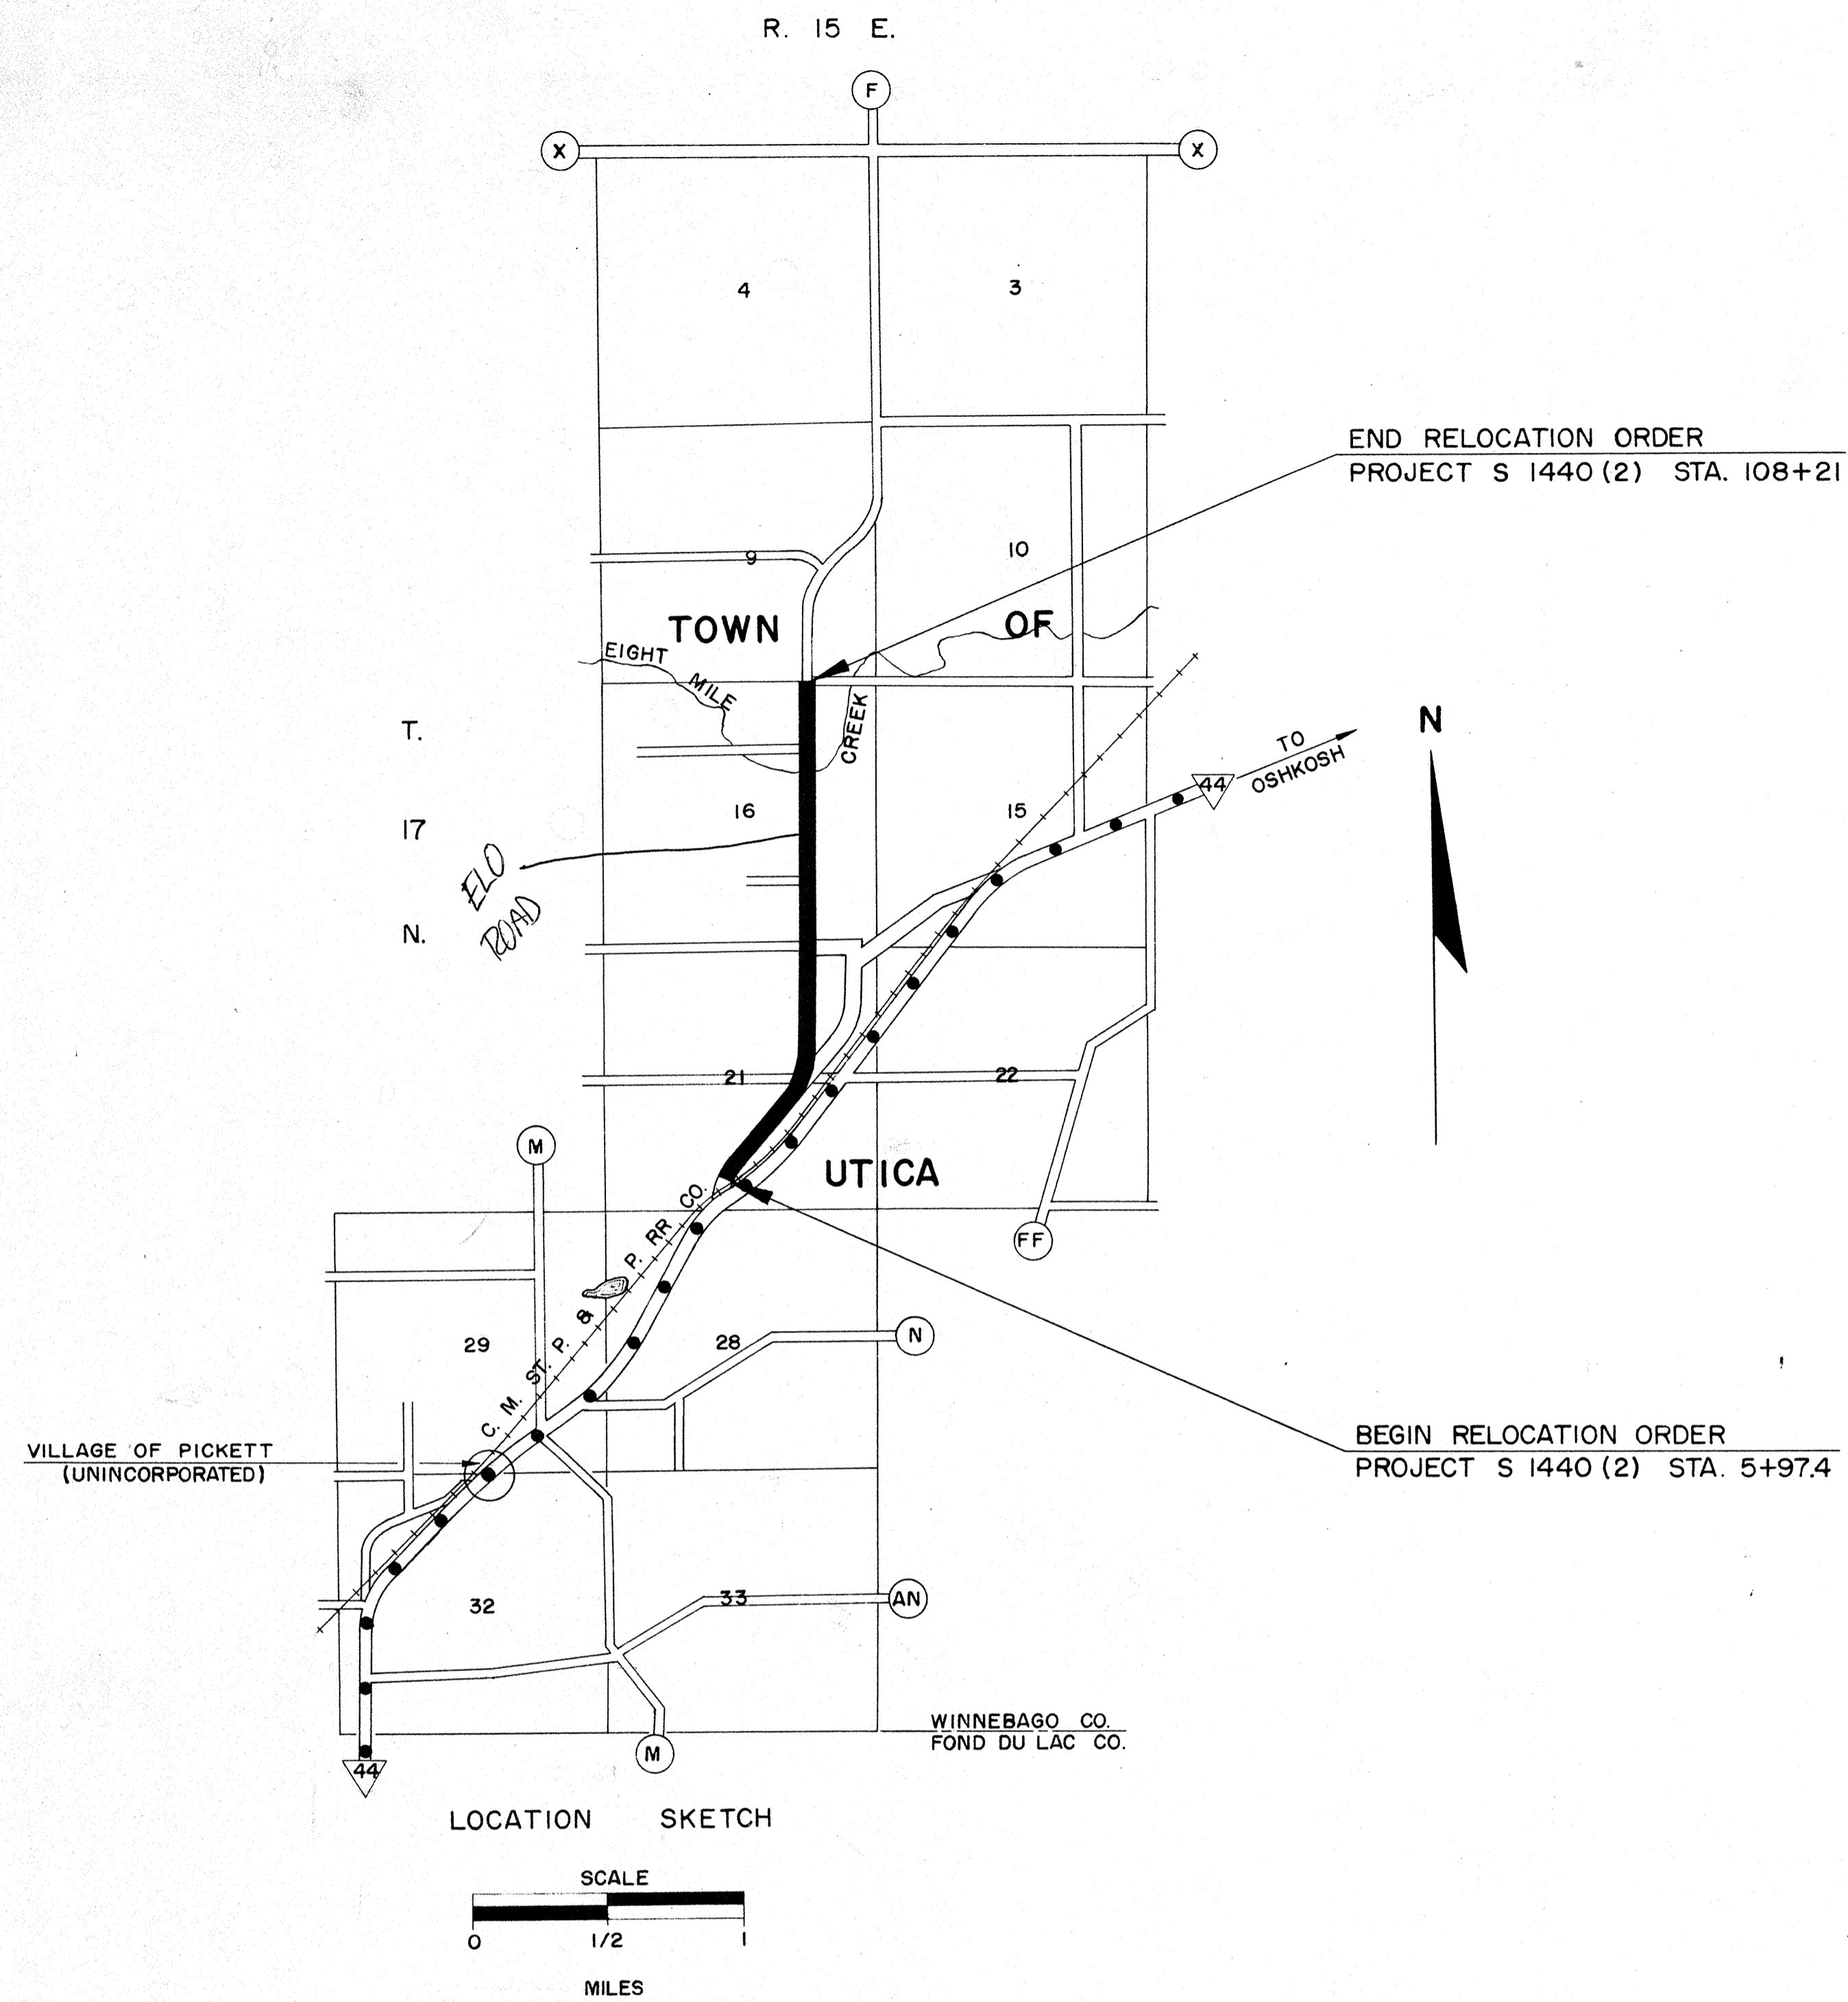 R. 15 E.
F
X
X
4
3
END RELOCATION ORDER
PROJECT S 1440 (2) STA. 108+21
9
10
TOWN OF
EIGHT MILE CREEK
T.
17
N.
N
TO
OSHKOSH
44
16
15
ELO
ROAD
21
22
M
UTICA
C. M. ST. P. & P. RR CO.
FF
29
28
N
VILLAGE OF PICKETT
(UNINCORPORATED)
BEGIN RELOCATION ORDER
PROJECT S 1440 (2) STA. 5+97.4
32
33
AN
WINNEBAGO CO.
FOND DU LAC CO.
M
44
LOCATION SKETCH
SCALE
0 1/2 1
MILES